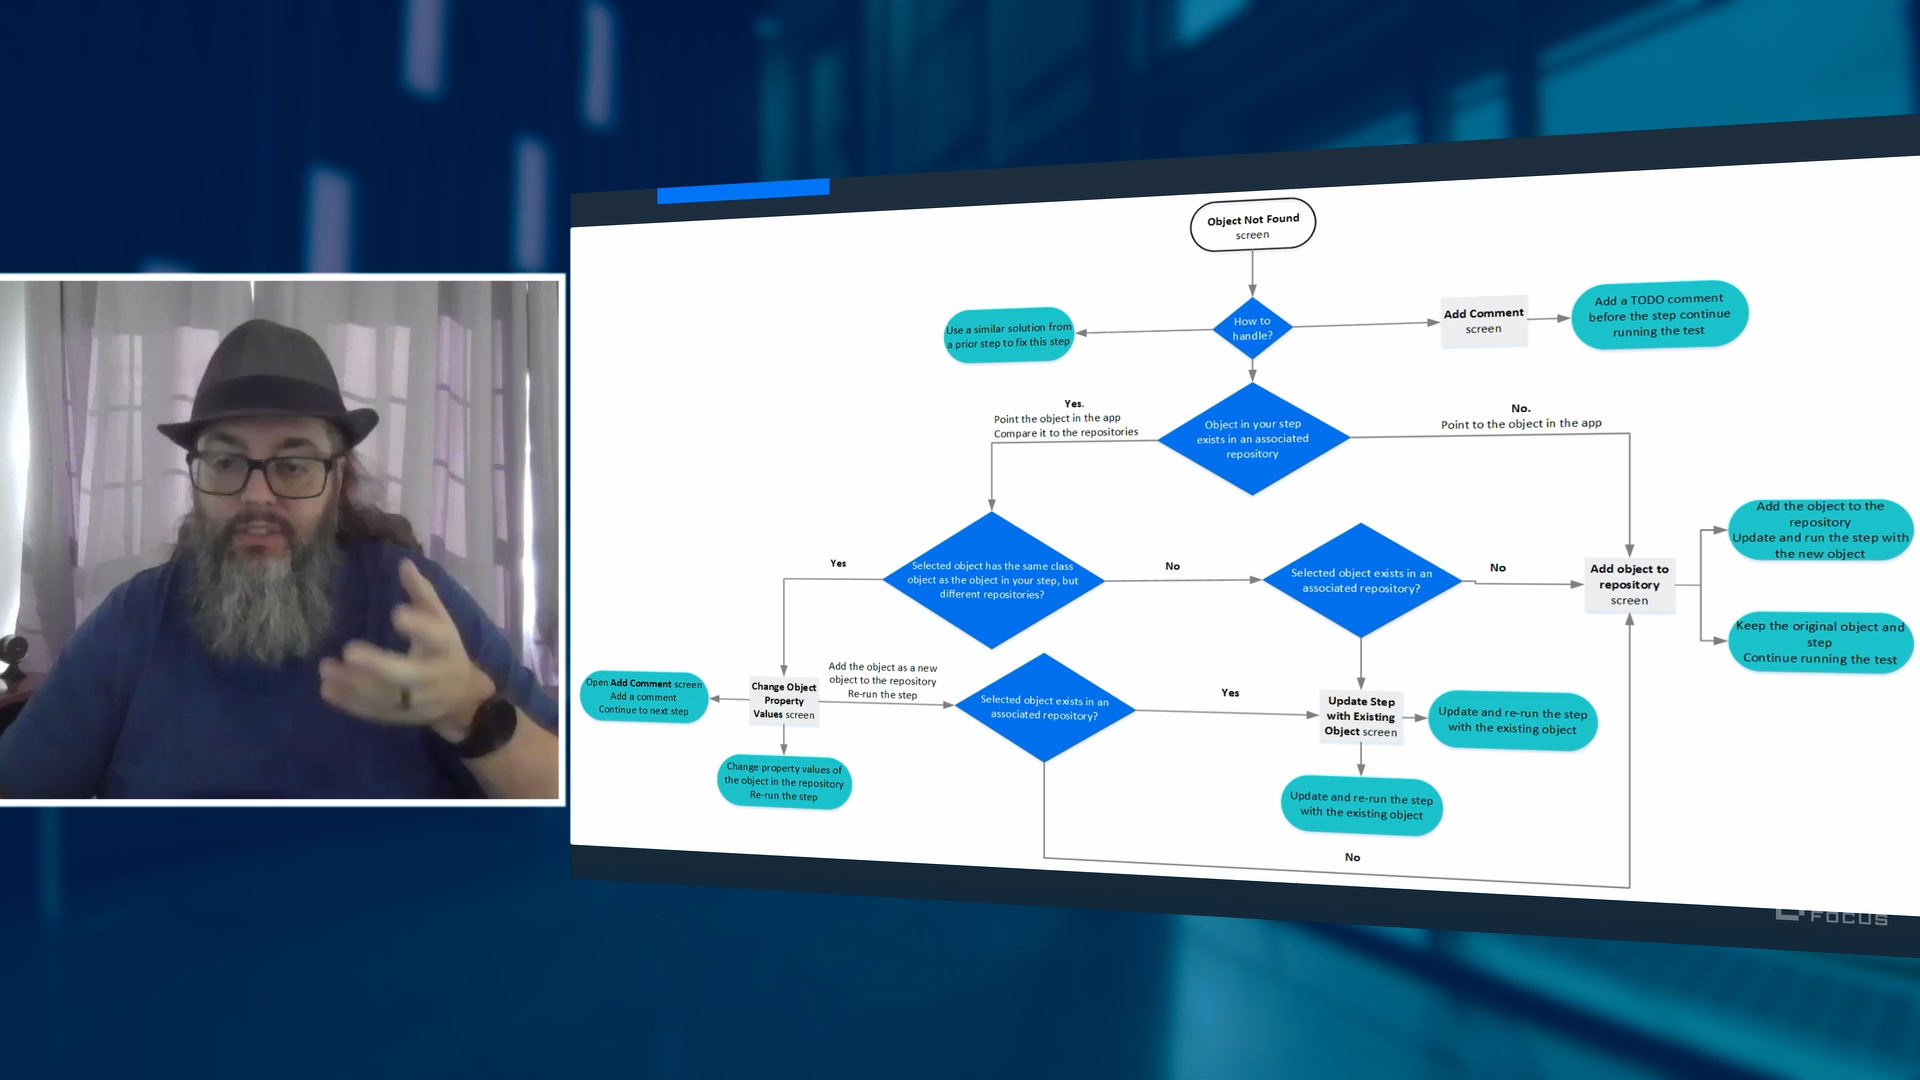 Object Not Found
screen
How to
handle?
Use a similar solution from
a prior step to fix this step
Add Comment
screen
Add a TODO comment
before the step continue
running the test
Yes.
Point the object in the app
Compare it to the repositories
Object in your step
exists in an associated
repository
No.
Point to the object in the app
Yes
Selected object has the same class
object as the object in your step, but
different repositories?
No
Selected object exists in an
associated repository?
No
Add object to
repository
screen
Add the object to the
repository
Update and run the step with
the new object
Keep the original object and
step
Continue running the test
Open Add Comment screen
Add a comment
Continue to next step
Change Object
Property
Values screen
Add the object as a new
object to the repository
Re-run the step
Selected object exists in an
associated repository?
Yes
Update Step
with Existing
Object screen
Update and re-run the step
with the existing object
Change property values of
the object in the repository
Re-run the step
Update and re-run the step
with the existing object
No
FOCUS